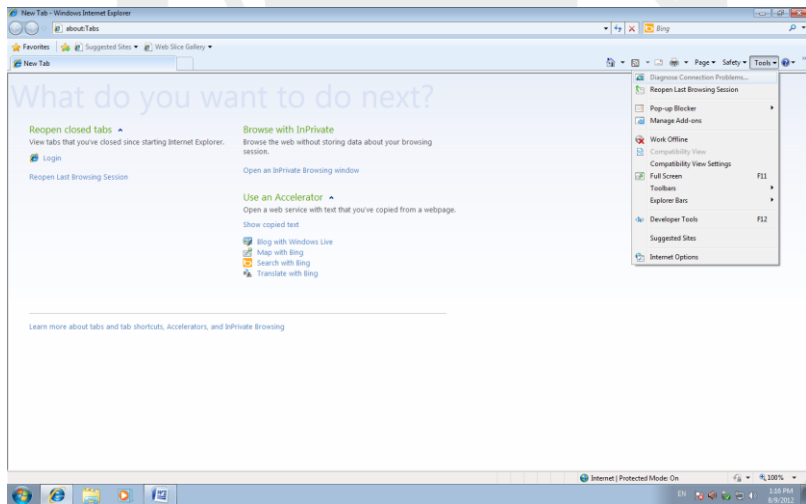 New Tab - Windows Internet Explorer
about:Tabs
Bing
Favorites Suggested Sites Web Slice Gallery
New Tab
Page Safety Tools
What do you want to do next?
Reopen closed tabs
View tabs that you've closed since starting Internet Explorer.
Login
Reopen Last Browsing Session
Browse with InPrivate
Browse the web without storing data about your browsing
session.
Open an InPrivate Browsing window
Use an Accelerator
Open a web service with text that you've copied from a webpage.
Show copied text
Blog with Windows Live
Map with Bing
Search with Bing
Translate with Bing
Learn more about tabs and tab shortcuts, Accelerators, and InPrivate Browsing
Diagnose Connection Problems...
Reopen Last Browsing Session
Pop-up Blocker
Manage Add-ons
Work Offline
Compatibility View
Compatibility View Settings
Full Screen F11
Toolbars
Explorer Bars
Developer Tools F12
Suggested Sites
Internet Options
Internet | Protected Mode: On
100%
EN
1:16 PM
6/9/2012